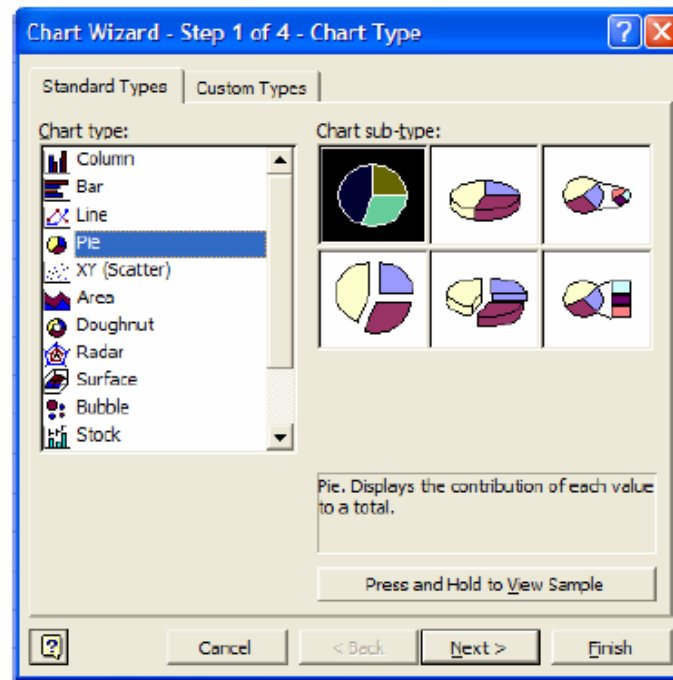 Chart Wizard - Step 1 of 4 - Chart Type
Standard Types
Custom Types
Chart type:
Column
Bar
Line
Pie
XY (Scatter)
Area
Doughnut
Radar
Surface
Bubble
Stock
Chart sub-type:
Pie. Displays the contribution of each value
to a total.
Press and Hold to View Sample
Cancel
< Back
Next >
Finish